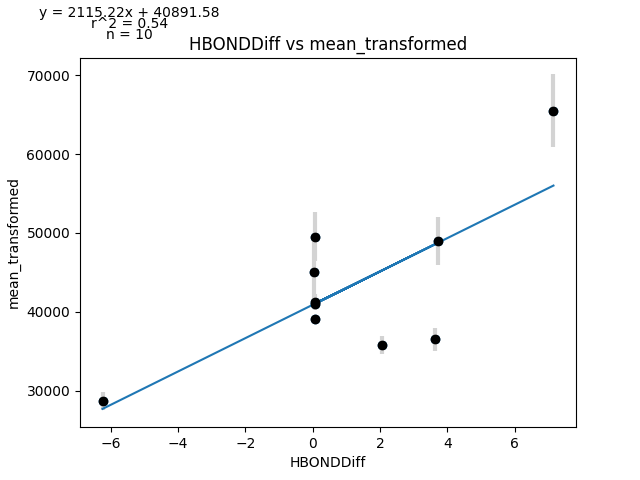 y = 2115.22x + 40891.58
r^2 = 0.54
n = 10
HBONDDiff vs mean_transformed
mean_transformed
70000
60000
50000
40000
30000
−6
−4
−2
0
2
4
6
HBONDDiff